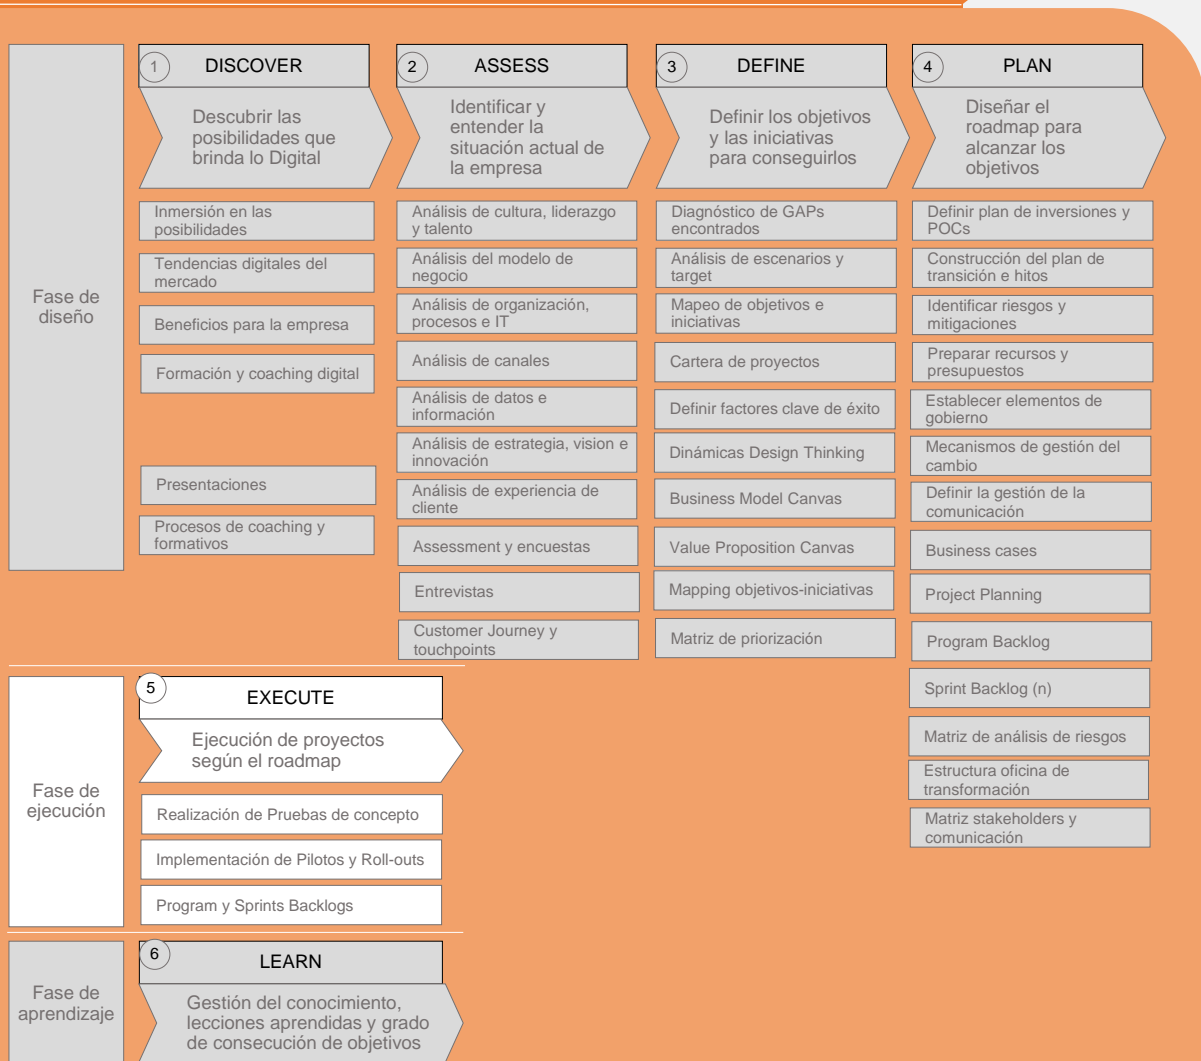 Fase de
diseño
1
DISCOVER
Descubrir las
posibilidades que
brinda lo Digital
Inmersión en las
posibilidades
Tendencias digitales del
mercado
Beneficios para la empresa
Formación y coaching digital
Presentaciones
Procesos de coaching y
formativos
2
ASSESS
Identificar y
entender la
situación actual de
la empresa
Análisis de cultura, liderazgo
y talento
Análisis del modelo de
negocio
Análisis de organización,
procesos e IT
Análisis de canales
Análisis de datos e
información
Análisis de estrategia, vision e
innovación
Análisis de experiencia de
cliente
Assessment y encuestas
Entrevistas
Customer Journey y
touchpoints
3
DEFINE
Definir los objetivos
y las iniciativas
para conseguirlos
Diagnóstico de GAPs
encontrados
Análisis de escenarios y
target
Mapeo de objetivos e
iniciativas
Cartera de proyectos
Definir factores clave de éxito
Dinámicas Design Thinking
Business Model Canvas
Value Proposition Canvas
Mapping objetivos-iniciativas
Matriz de priorización
4
PLAN
Diseñar el
roadmap para
alcanzar los
objetivos
Definir plan de inversiones y
POCs
Construcción del plan de
transición e hitos
Identificar riesgos y
mitigaciones
Preparar recursos y
presupuestos
Establecer elementos de
gobierno
Mecanismos de gestión del
cambio
Definir la gestión de la
comunicación
Business cases
Project Planning
Program Backlog
Sprint Backlog (n)
Matriz de análisis de riesgos
Estructura oficina de
transformación
Matriz stakeholders y
comunicación
Fase de
ejecución
5
EXECUTE
Ejecución de proyectos
según el roadmap
Realización de Pruebas de concepto
Implementación de Pilotos y Roll-outs
Program y Sprints Backlogs
Fase de
aprendizaje
6
LEARN
Gestión del conocimiento,
lecciones aprendidas y grado
de consecución de objetivos